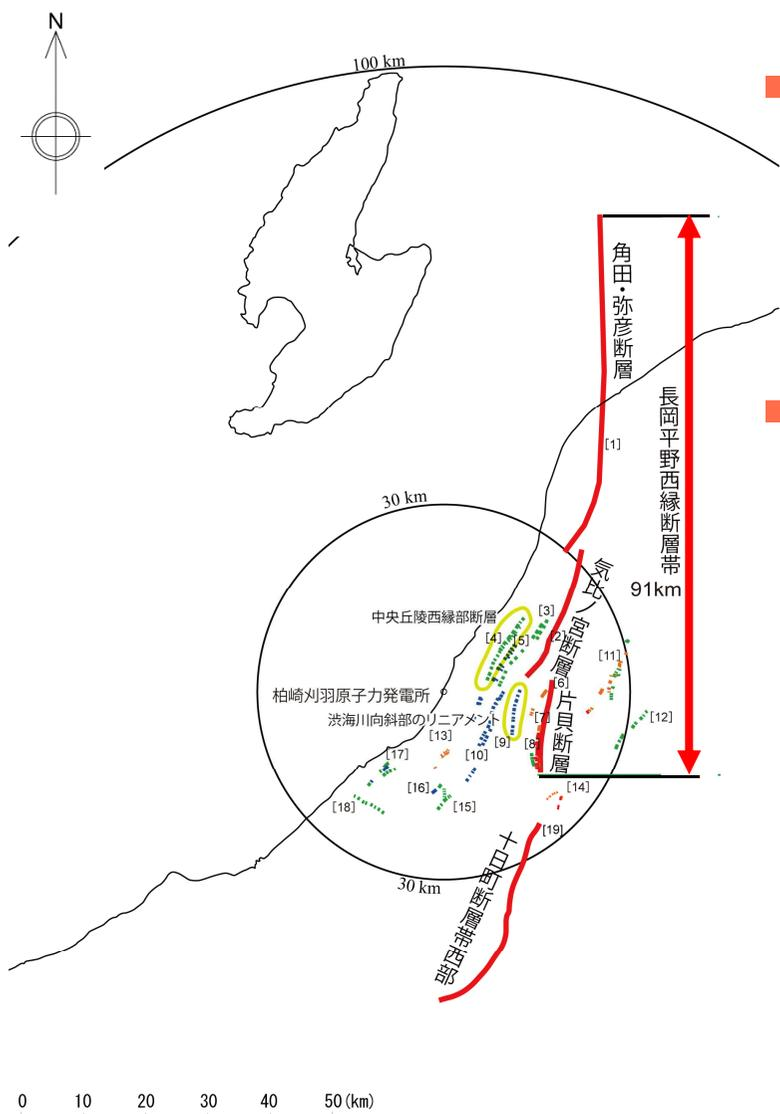 N
100 km
角田・弥彦断層
長岡平野西縁断層帯
[1]
30 km
91km
気比ノ宮断層
中央丘陵西縁部断層
[3]
[4]
[5]
[2]
[11]
柏崎刈羽原子力発電所
[6]
片貝断層
渋海川向斜部のリニアメント
[7]
[12]
[13]
[9]
[8]
[10]
[17]
[16]
[14]
[18]
[15]
[19]
十日町断層帯西部
30 km
0 10 20 30 40 50(km)